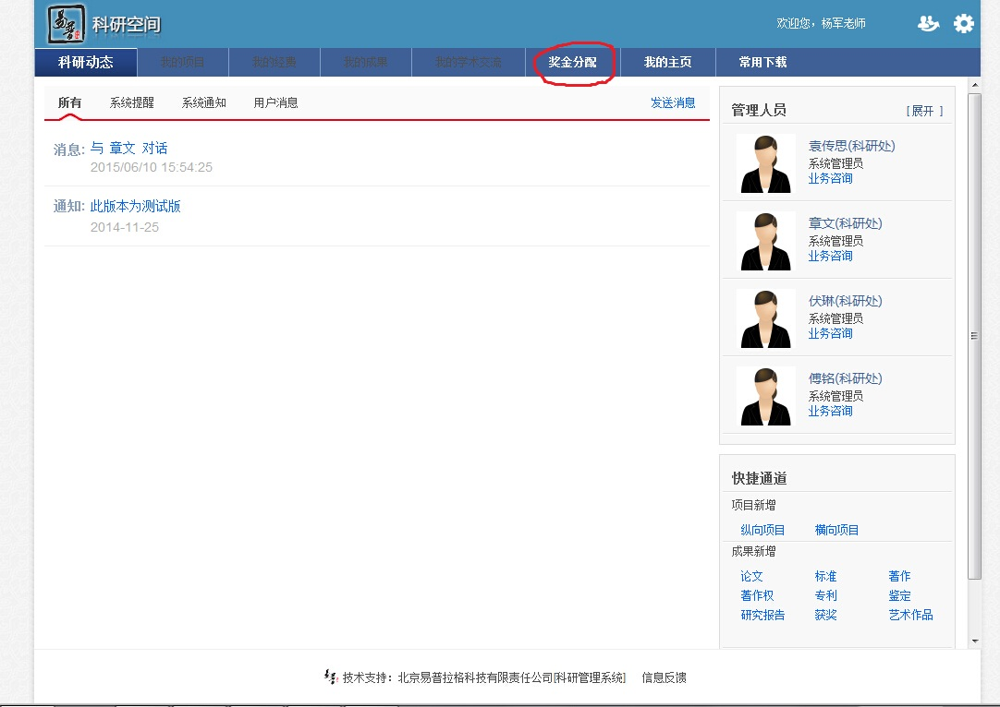 易普 科研空间
欢迎您，杨军老师
科研动态 我的项目 我的经费 我的成果 我的学术交流 奖金分配 我的主页 常用下载
所有 系统提醒 系统通知 用户消息 发送消息
消息: 与 章文 对话
2015/06/10 15:54:25
通知: 此版本为测试版
2014-11-25
管理人员 [ 展开 ]
袁传思(科研处)
系统管理员
业务咨询
章文(科研处)
系统管理员
业务咨询
伏琳(科研处)
系统管理员
业务咨询
傅铭(科研处)
系统管理员
业务咨询
快捷通道
项目新增
纵向项目 横向项目
成果新增
论文 标准 著作
著作权 专利 鉴定
研究报告 获奖 艺术作品
技术支持：北京易普拉格科技有限责任公司[科研管理系统] 信息反馈